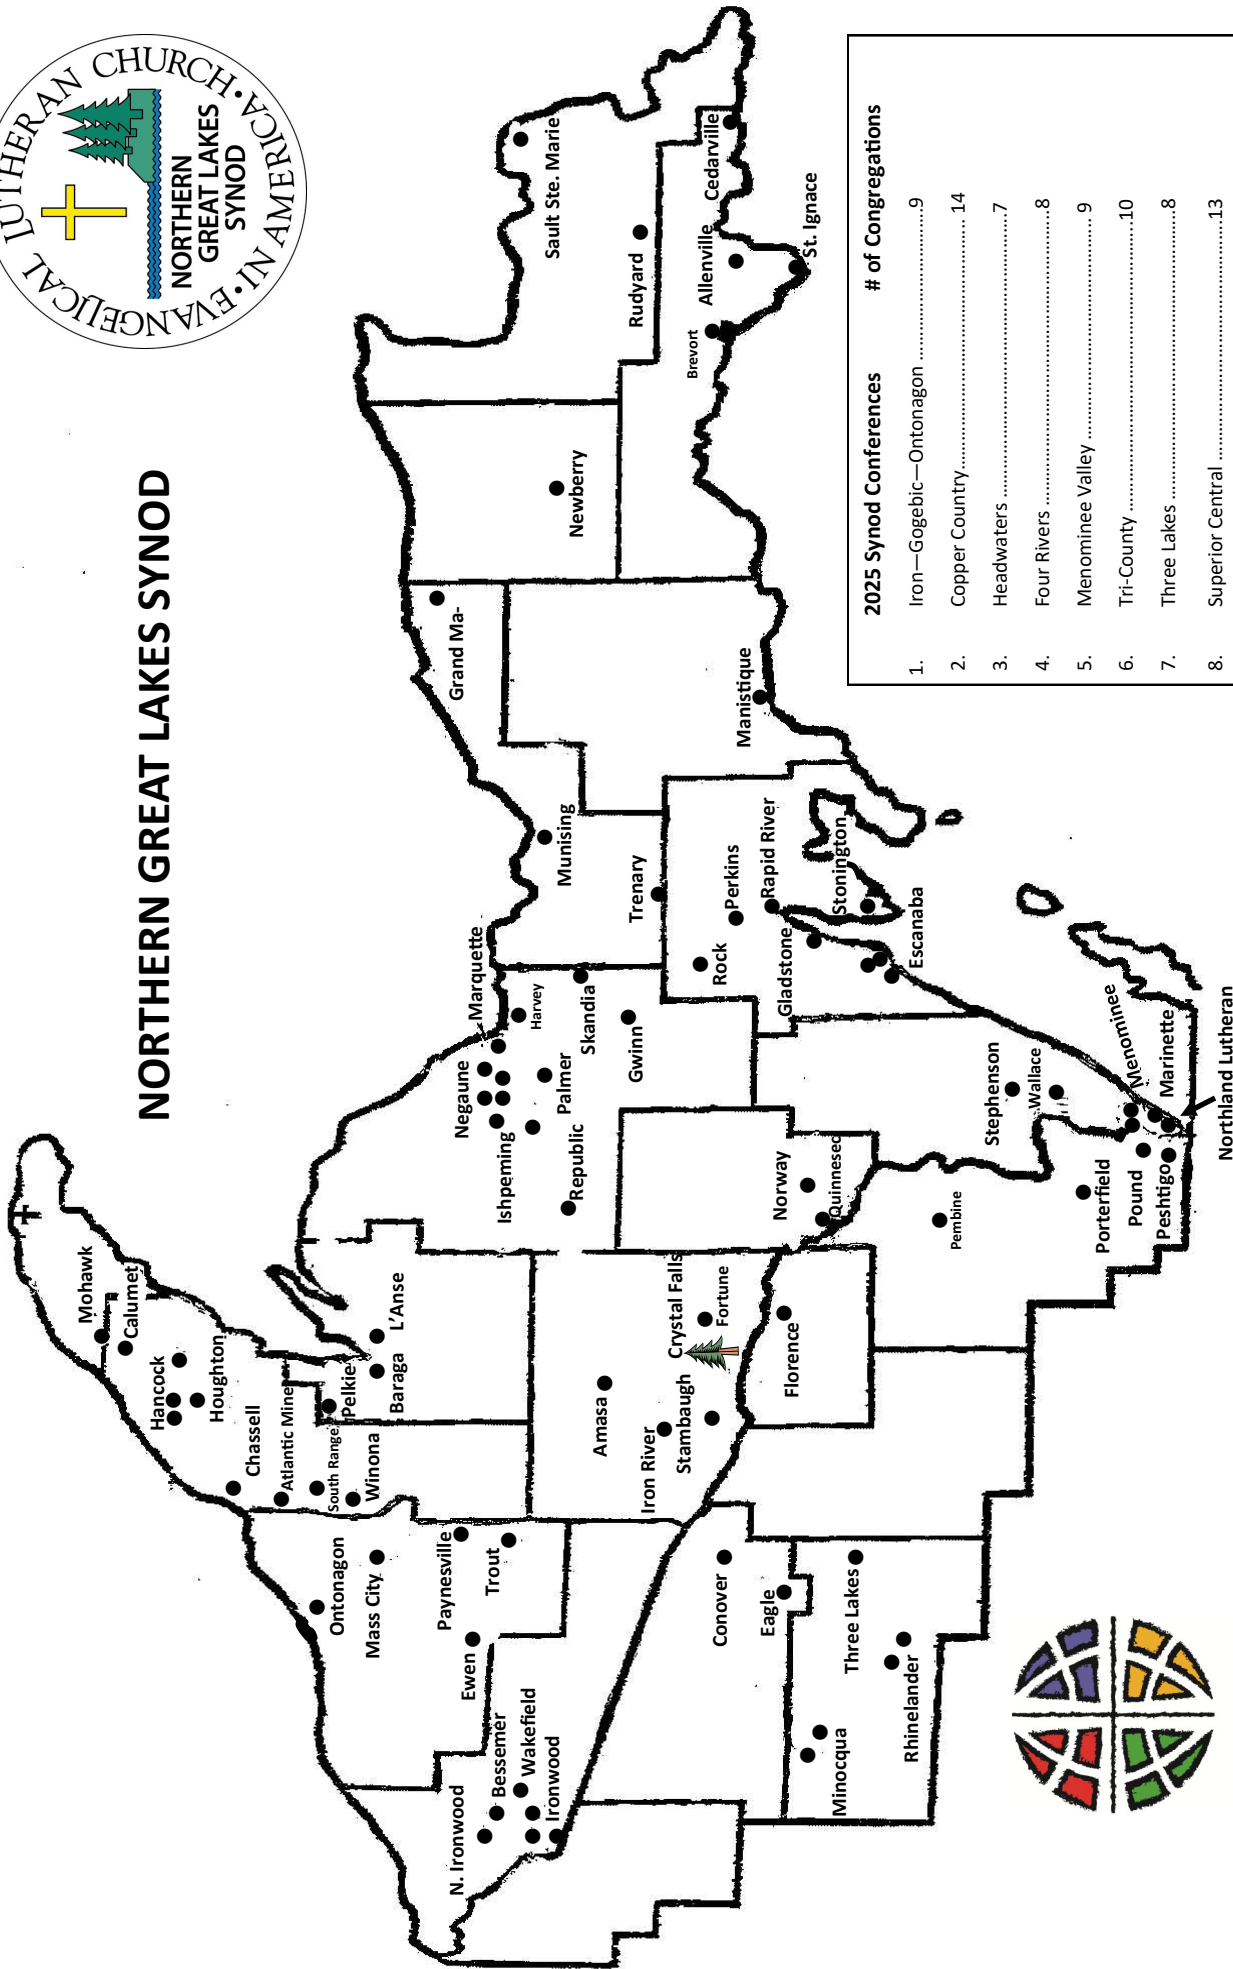 NORTHERN GREAT LAKES SYNOD
EVANGELICAL LUTHERAN CHURCH • IN AMERICA •
NORTHERN
GREAT LAKES
SYNOD
Mohawk
Calumet
Hancock
Houghton
Chassell
Atlantic Mine
South Range
Winona
Pelkie
Baraga
L'Anse
Ontonagon
Mass City
Paynesville
Trout
Ewen
N. Ironwood
Bessemer
Wakefield
Ironwood
Marquette
Harvey
Negaune
Ishpeming
Palmer
Republic
Skandia
Gwinn
Munising
Trenary
Grand Ma-
Newberry
Sault Ste. Marie
Rudyard
Cedarville
Allenville
St. Ignace
Brevort
Manistique
Rock
Perkins
Rapid River
Gladstone
Stonington
Escanaba
Amasa
Iron River
Stambaugh
Crystal Falls
Fortune
Florence
Norway
Quinnesec
Stephenson
Wallace
Menominee
Marinette
Northland Lutheran
Pembine
Porterfield
Pound
Peshtigo
Conover
Eagle
Three Lakes
Rhinelander
Minocqua
2025 Synod Conferences # of Congregations
1. Iron—Gogebic—Ontonagon ...9
2. Copper Country... 14
3. Headwaters ...7
4. Four Rivers ...8
5. Menominee Valley ... 9
6. Tri-County ...10
7. Three Lakes ...8
8. Superior Central ...13